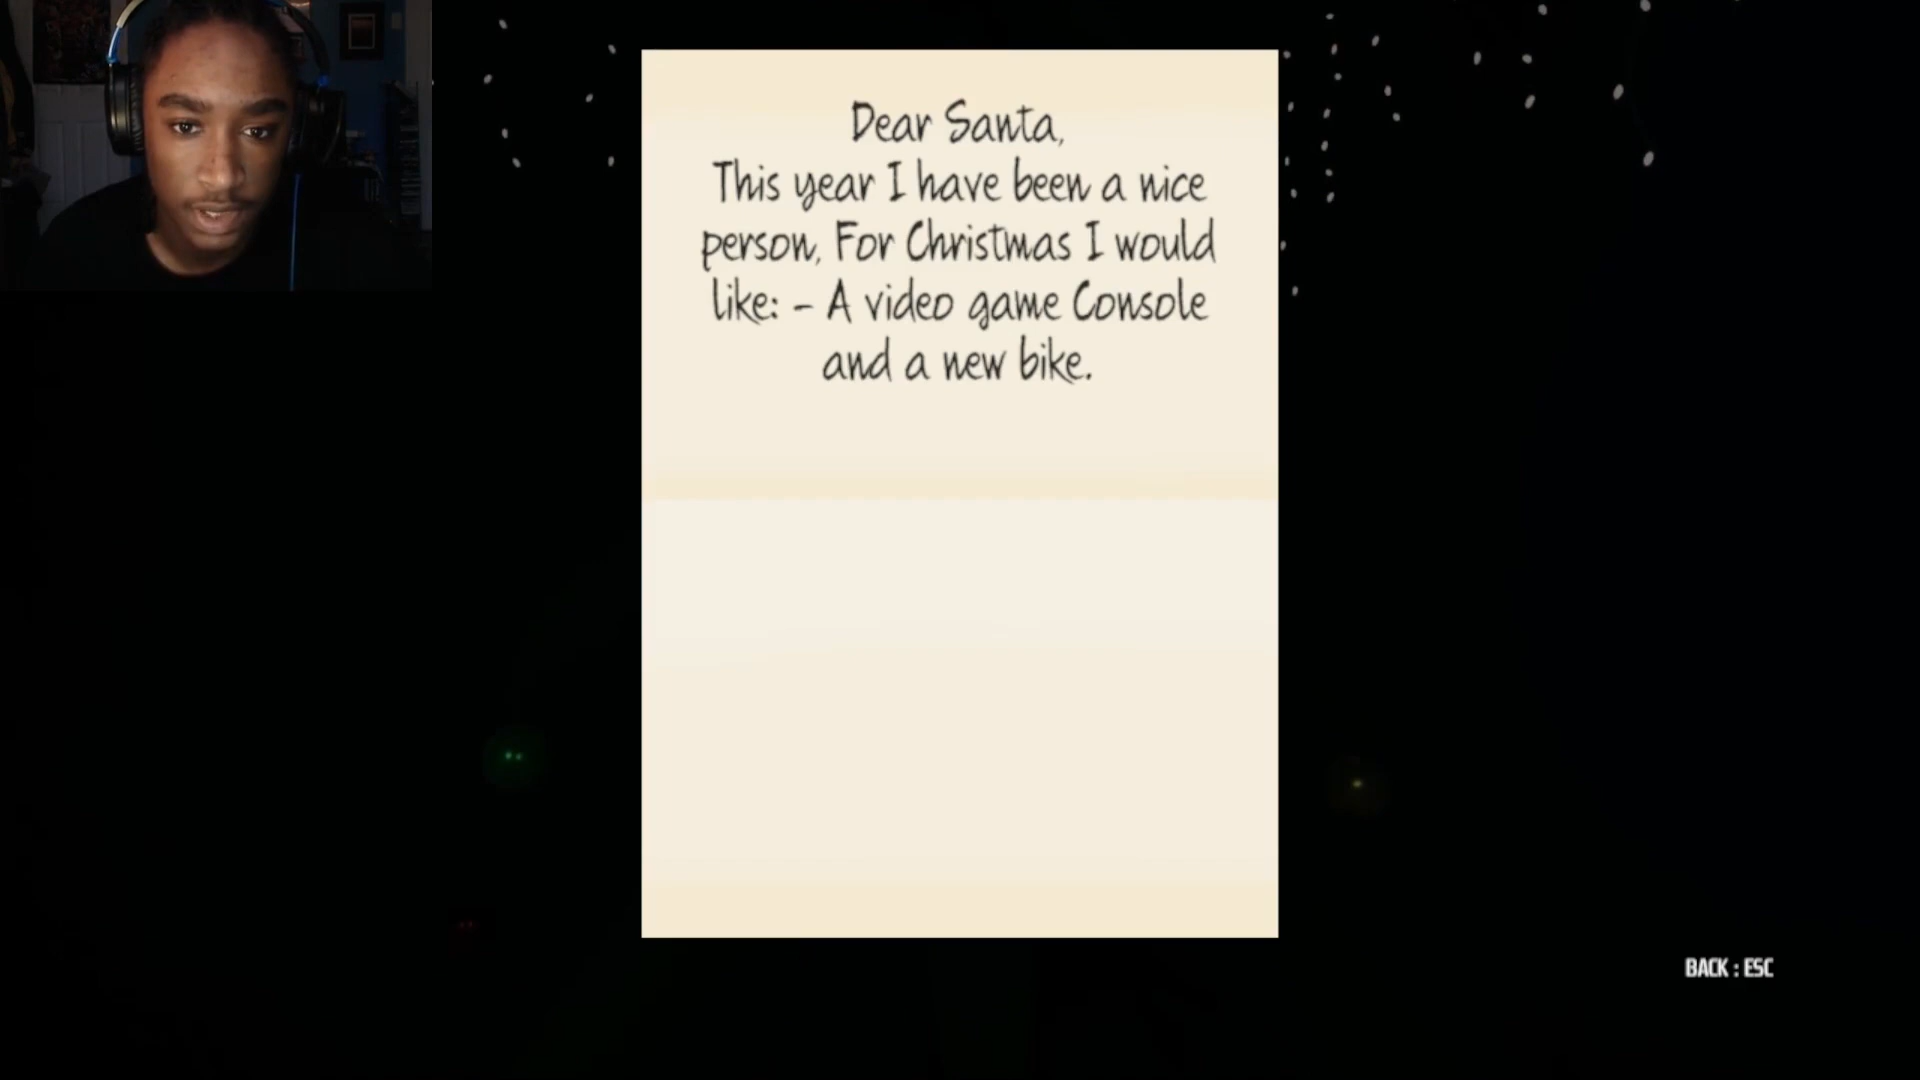 Dear Santa,
This year I have been a nice
person, For Christmas I would
like: - A video game Console
and a new bike.
BACK : ESC